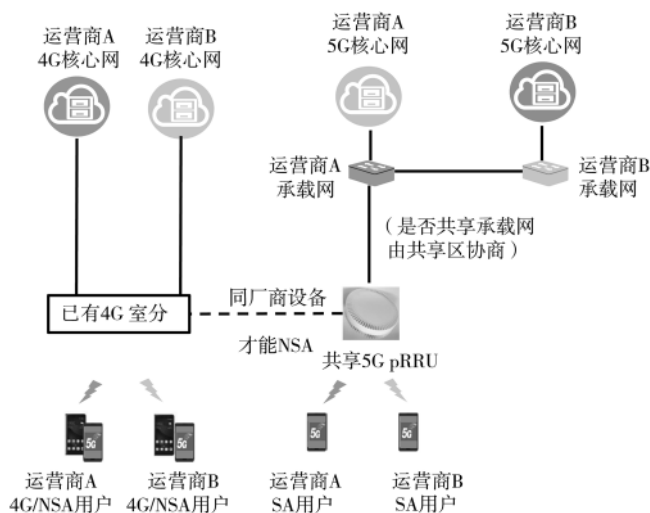 运营商A
4G核心网
运营商B
4G核心网
运营商A
5G核心网
运营商B
5G核心网
运营商A
承载网
运营商B
承载网
（是否共享承载网
由共享区协商）
已有4G 室分
同厂商设备
才能NSA
共享5G pRRU
5G
5G
5G
5G
运营商A
4G/NSA用户
运营商B
4G/NSA用户
运营商A
SA用户
运营商B
SA用户